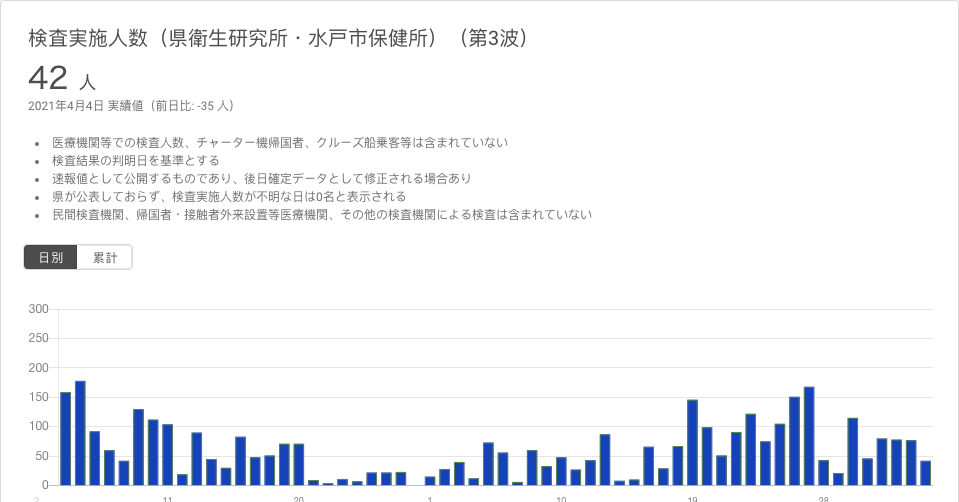 検査実施人数（県衛生研究所・水戸市保健所）（第3波）
42 人
2021年4月4日 実績値（前日比: -35 人）
医療機関等での検査人数、チャーター機帰国者、クルーズ船乗客等は含まれていない
検査結果の判明日を基準とする
速報値として公開するものであり、後日確定データとして修正される場合あり
県が公表しておらず、検査実施人数が不明な日は0名と表示される
民間検査機関、帰国者・接触者外来設置等医療機関、その他の検査機関による検査は含まれていない
日別 累計
300
250
200
150
100
50
0
2 11 20 1 10 19 28